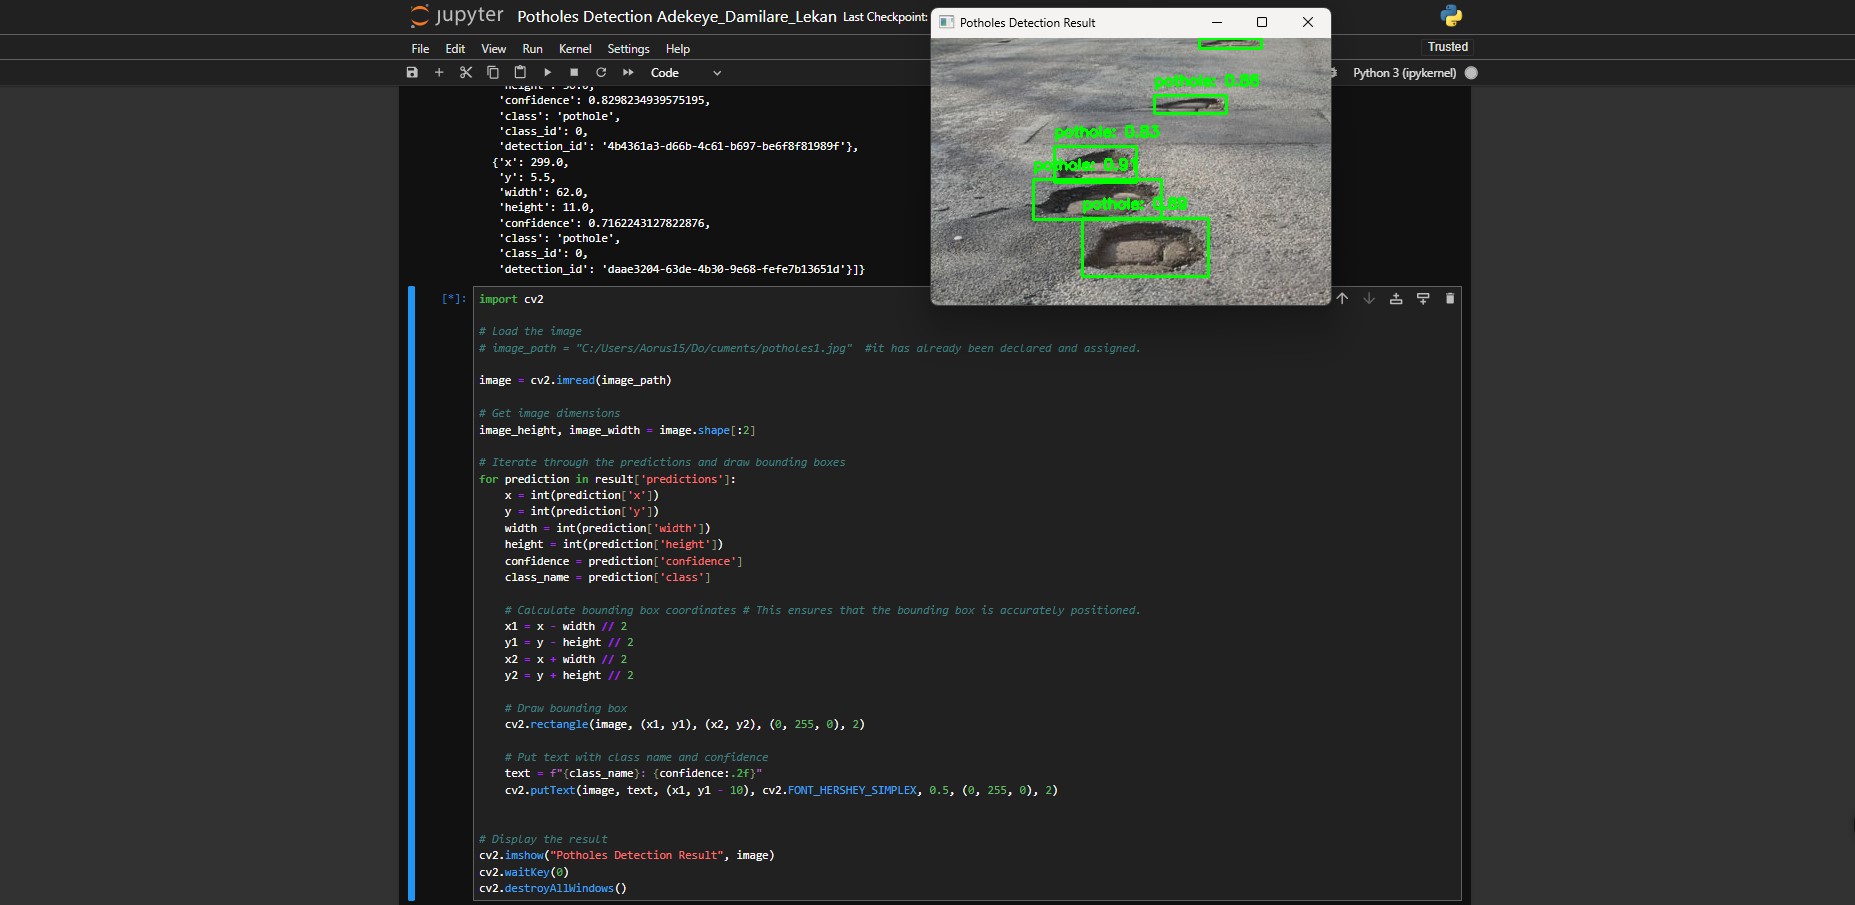 jupyter Potholes Detection Adekeye_Damilare_Lekan Last Checkpoint:
Potholes Detection Result
File Edit View Run Kernel Settings Help
Trusted
Code
Python 3 (ipykernel)
'confidence': 0.8298234939575195,
'class': 'pothole',
'class_id': 0,
'detection_id': '4b4361a3-d66b-4c61-b697-be6f8f81989f'},
{'x': 299.0,
'y': 5.5,
'width': 62.0,
'height': 11.0,
'confidence': 0.7162243127822876,
'class': 'pothole',
'class_id': 0,
'detection_id': 'daae3204-63de-4b30-9e68-fefe7b13651d'}]}
pothole:
pothole: 0.83
pothole: 0.91
pothole:
[*]:
import cv2
# Load the image
# image_path = "C:/Users/Aorus15/Do/cuments/potholes1.jpg"  #it has already been declared and assigned.
image = cv2.imread(image_path)
# Get image dimensions
image_height, image_width = image.shape[:2]
# Iterate through the predictions and draw bounding boxes
for prediction in result['predictions']:
x = int(prediction['x'])
y = int(prediction['y'])
width = int(prediction['width'])
height = int(prediction['height'])
confidence = prediction['confidence']
class_name = prediction['class']
# Calculate bounding box coordinates # This ensures that the bounding box is accurately positioned.
x1 = x - width // 2
y1 = y - height // 2
x2 = x + width // 2
y2 = y + height // 2
# Draw bounding box
cv2.rectangle(image, (x1, y1), (x2, y2), (0, 255, 0), 2)
# Put text with class name and confidence
text = f"{class_name}: {confidence:.2f}"
cv2.putText(image, text, (x1, y1 - 10), cv2.FONT_HERSHEY_SIMPLEX, 0.5, (0, 255, 0), 2)
# Display the result
cv2.imshow("Potholes Detection Result", image)
cv2.waitKey(0)
cv2.destroyAllWindows()